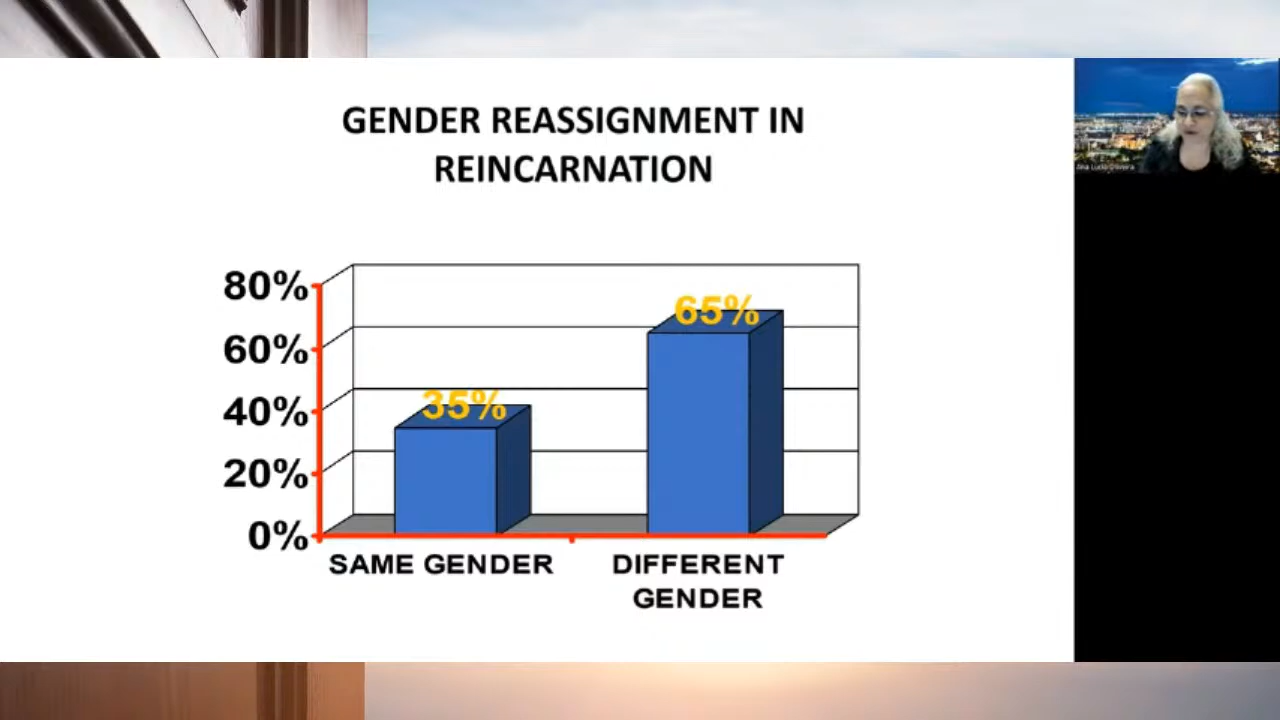 GENDER REASSIGNMENT IN
REINCARNATION
80%
60%
40%
20%
0%
35%
65%
SAME GENDER
DIFFERENT
GENDER